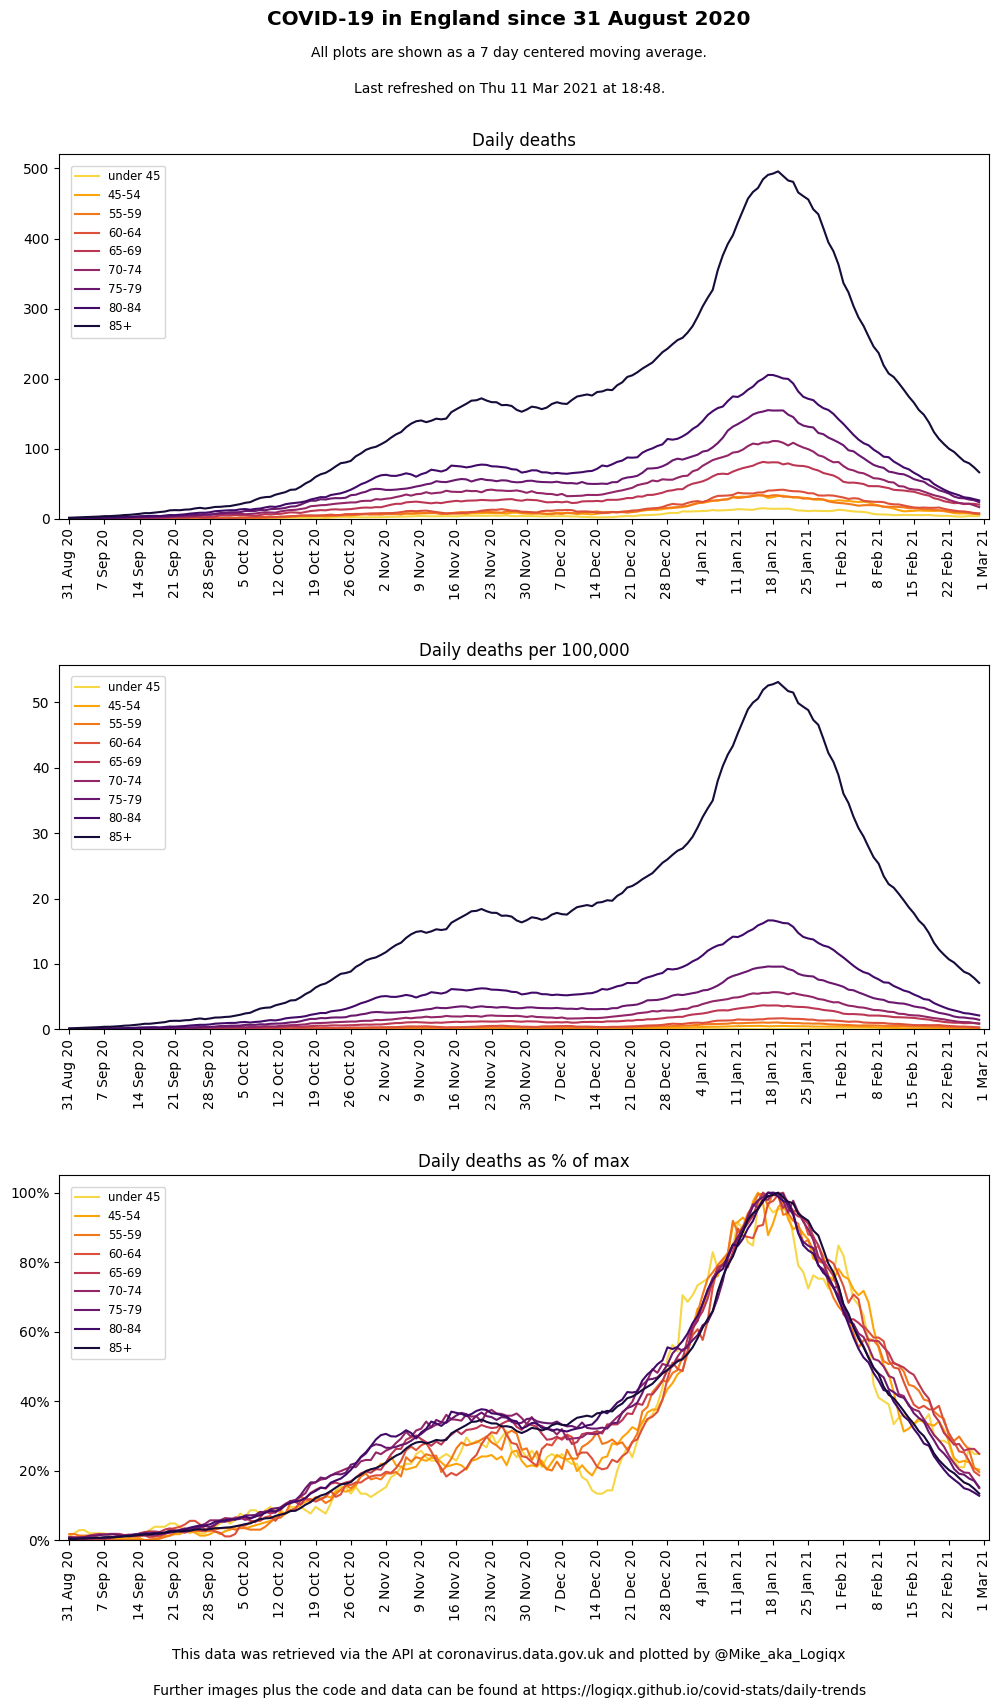 COVID-19 in England since 31 August 2020
All plots are shown as a 7 day centered moving average.
Last refreshed on Thu 11 Mar 2021 at 18:48.
Daily deaths
500
400
300
200
100
0
under 45
45-54
55-59
60-64
65-69
70-74
75-79
80-84
85+
31 Aug 20
7 Sep 20
14 Sep 20
21 Sep 20
28 Sep 20
5 Oct 20
12 Oct 20
19 Oct 20
26 Oct 20
2 Nov 20
9 Nov 20
16 Nov 20
23 Nov 20
30 Nov 20
7 Dec 20
14 Dec 20
21 Dec 20
28 Dec 20
4 Jan 21
11 Jan 21
18 Jan 21
25 Jan 21
1 Feb 21
8 Feb 21
15 Feb 21
22 Feb 21
1 Mar 21
Daily deaths per 100,000
50
40
30
20
10
0
under 45
45-54
55-59
60-64
65-69
70-74
75-79
80-84
85+
31 Aug 20
7 Sep 20
14 Sep 20
21 Sep 20
28 Sep 20
5 Oct 20
12 Oct 20
19 Oct 20
26 Oct 20
2 Nov 20
9 Nov 20
16 Nov 20
23 Nov 20
30 Nov 20
7 Dec 20
14 Dec 20
21 Dec 20
28 Dec 20
4 Jan 21
11 Jan 21
18 Jan 21
25 Jan 21
1 Feb 21
8 Feb 21
15 Feb 21
22 Feb 21
1 Mar 21
Daily deaths as % of max
100%
80%
60%
40%
20%
0%
under 45
45-54
55-59
60-64
65-69
70-74
75-79
80-84
85+
31 Aug 20
7 Sep 20
14 Sep 20
21 Sep 20
28 Sep 20
5 Oct 20
12 Oct 20
19 Oct 20
26 Oct 20
2 Nov 20
9 Nov 20
16 Nov 20
23 Nov 20
30 Nov 20
7 Dec 20
14 Dec 20
21 Dec 20
28 Dec 20
4 Jan 21
11 Jan 21
18 Jan 21
25 Jan 21
1 Feb 21
8 Feb 21
15 Feb 21
22 Feb 21
1 Mar 21
This data was retrieved via the API at coronavirus.data.gov.uk and plotted by @Mike_aka_Logiqx
Further images plus the code and data can be found at https://logiqx.github.io/covid-stats/daily-trends